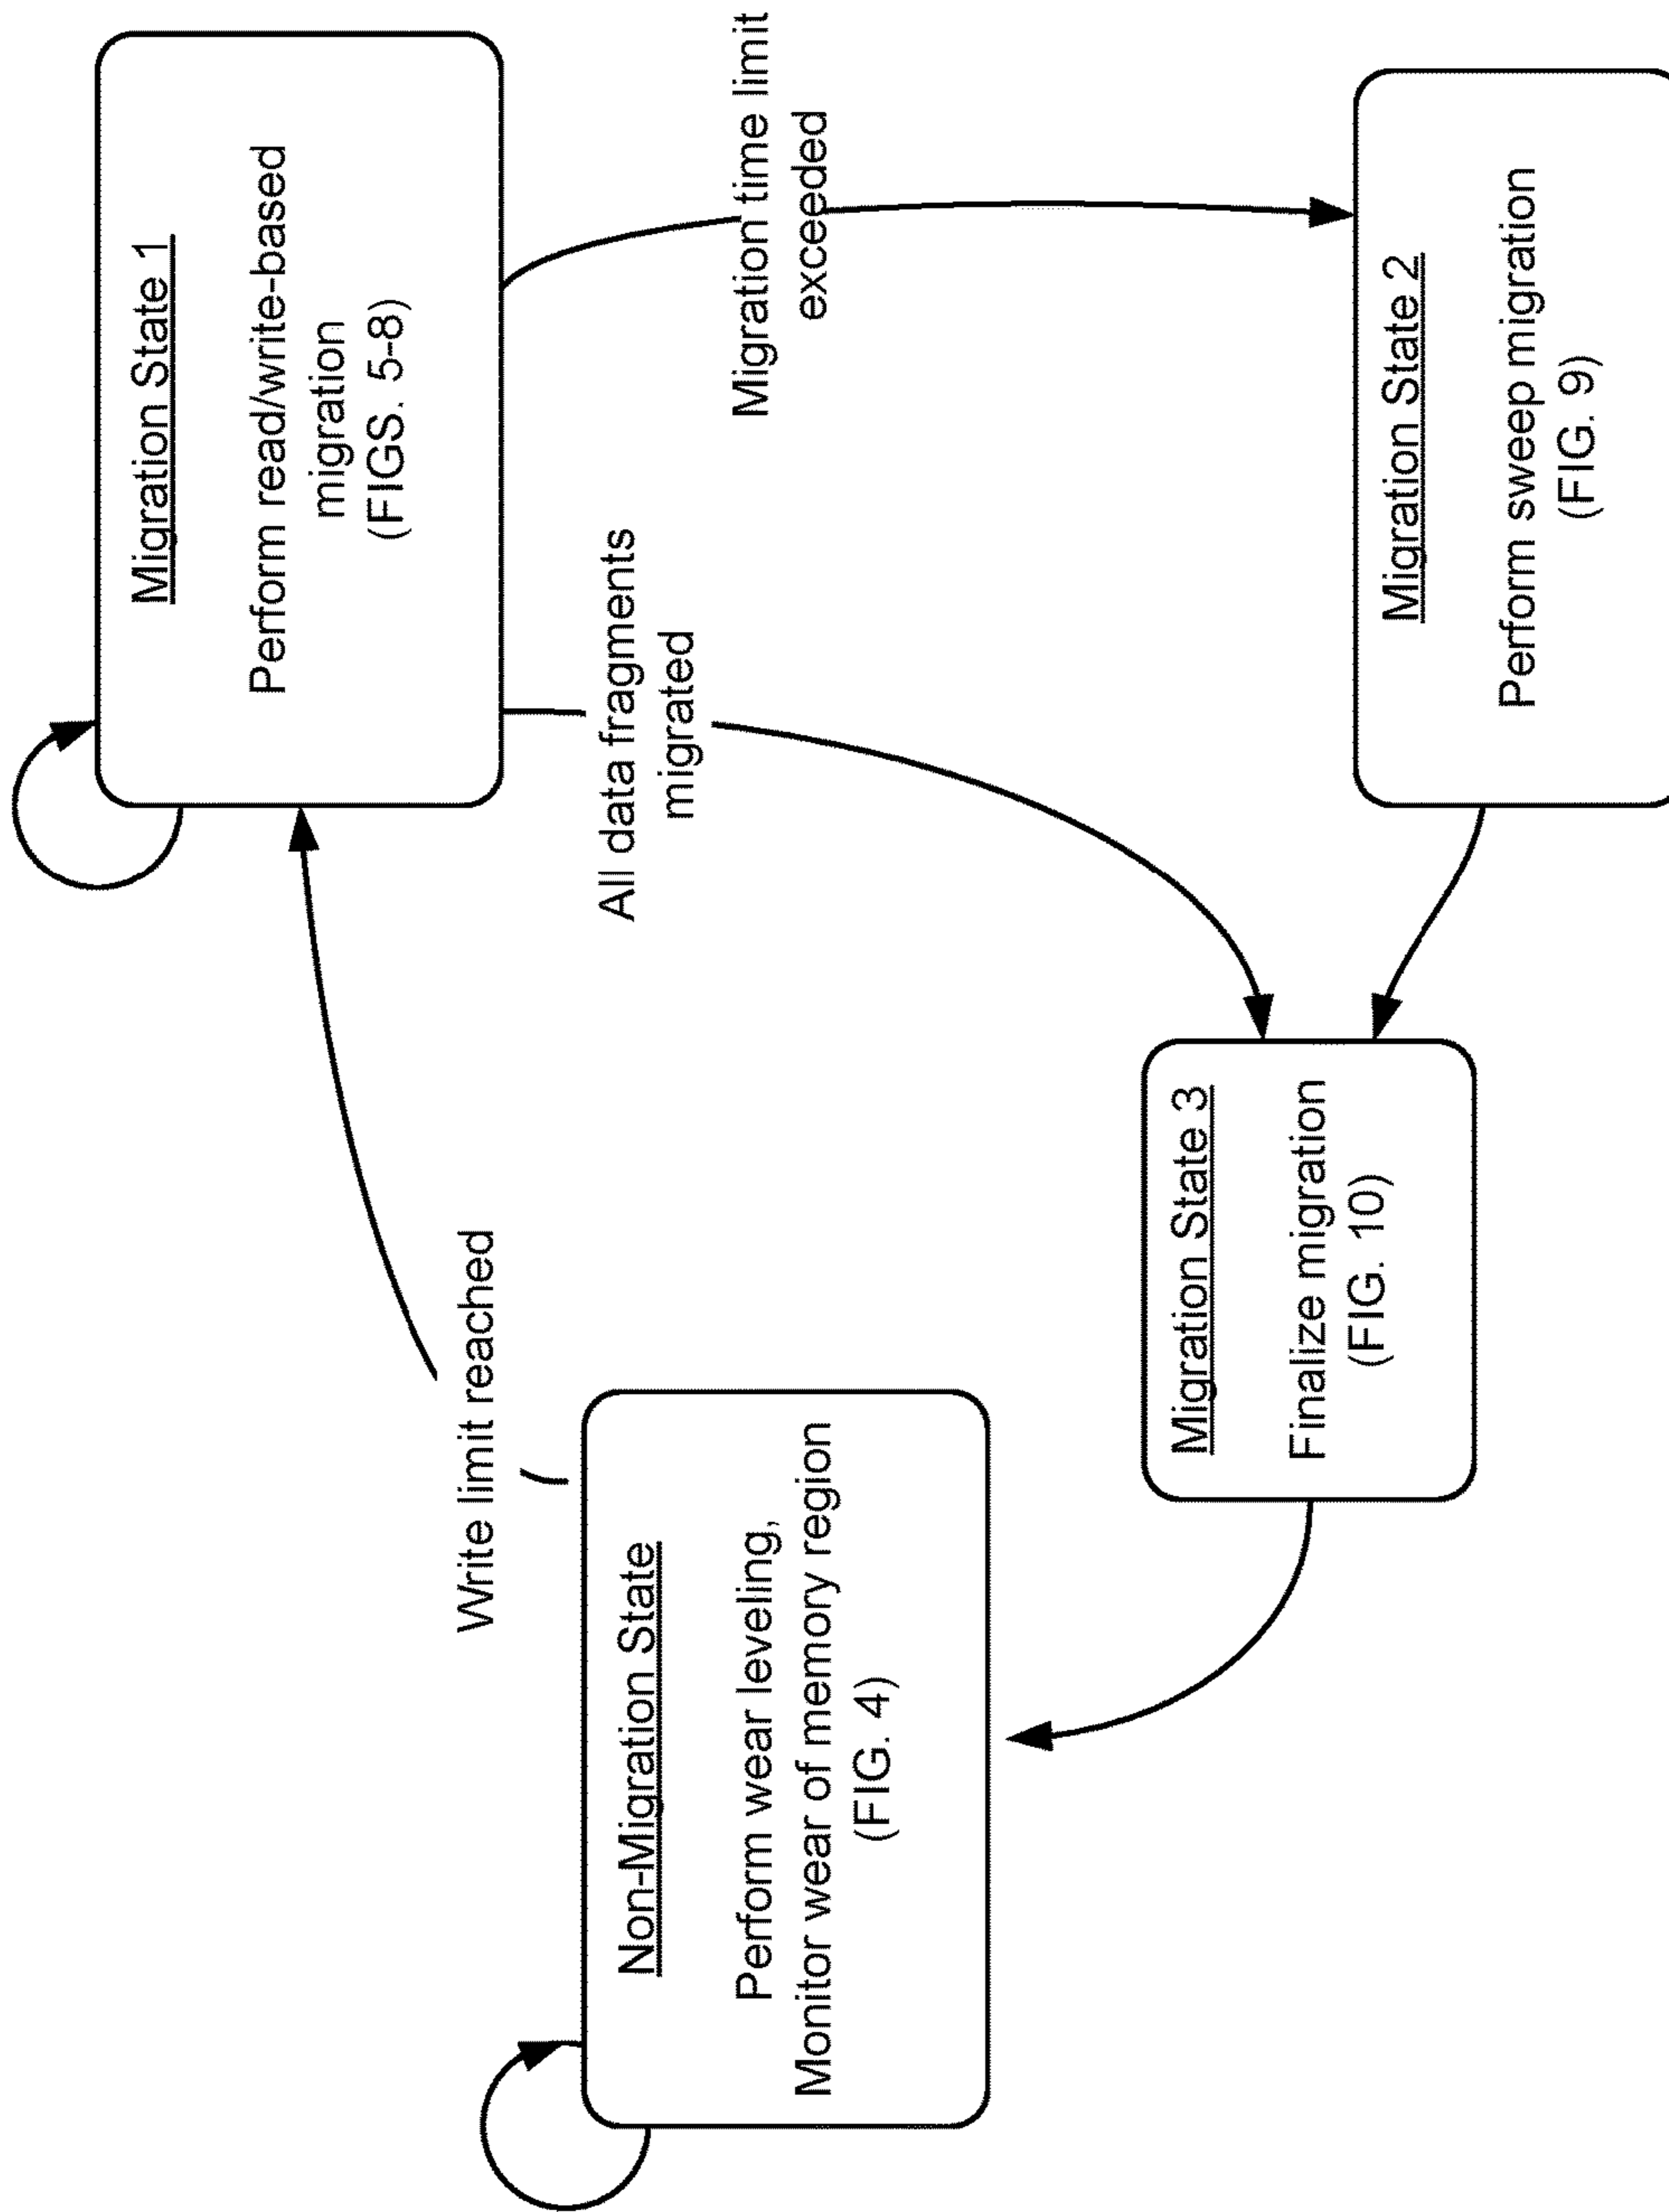 Non-Migration State
Perform wear leveling,
Monitor wear of memory region
(FIG. 4)
Write limit reached
Migration State 1
Perform read/write-based
migration
(FIGS. 5-8)
All data fragments
migrated
Migration time limit
exceeded
Migration State 3
Finalize migration
(FIG. 10)
Migration State 2
Perform sweep migration
(FIG. 9)